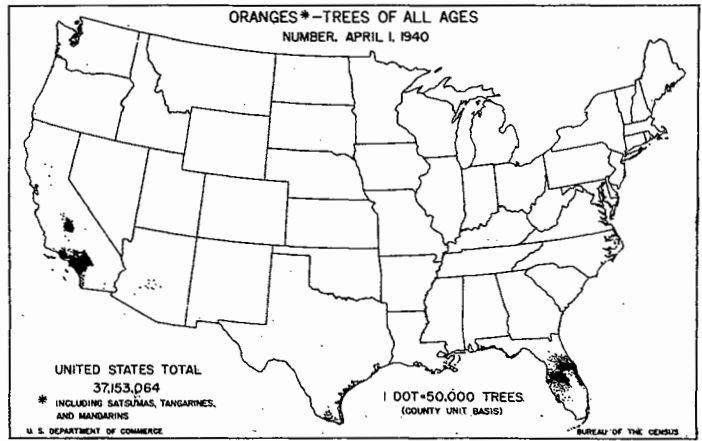 ORANGES*-TREES OF ALL AGES
NUMBER, APRIL 1, 1940
UNITED STATES TOTAL
37,153,064
* INCLUDING SATSUMAS, TANGARINES,
AND MANDARINS
1 DOT=50,000 TREES
(COUNTY UNIT BASIS)
U. S. DEPARTMENT OF COMMERCE
BUREAU OF THE CENSUS